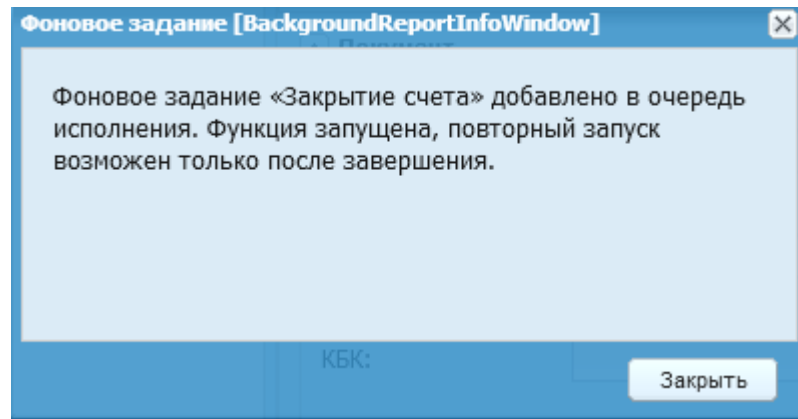 Фоновое задание [BackgroundReportInfoWindow]
Документ
Фоновое задание «Закрытие счета» добавлено в очередь
исполнения. Функция запущена, повторный запуск
возможен только после завершения.
КБК:
Закрыть